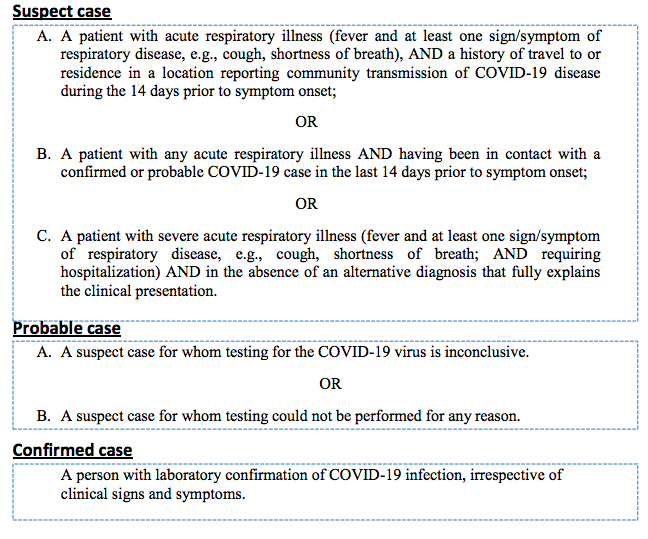 Suspect case
A. A patient with acute respiratory illness (fever and at least one sign/symptom of
respiratory disease, e.g., cough, shortness of breath), AND a history of travel to or
residence in a location reporting community transmission of COVID-19 disease
during the 14 days prior to symptom onset;
OR
B. A patient with any acute respiratory illness AND having been in contact with a
confirmed or probable COVID-19 case in the last 14 days prior to symptom onset;
OR
C. A patient with severe acute respiratory illness (fever and at least one sign/symptom
of respiratory disease, e.g., cough, shortness of breath; AND requiring
hospitalization) AND in the absence of an alternative diagnosis that fully explains
the clinical presentation.
Probable case
A. A suspect case for whom testing for the COVID-19 virus is inconclusive.
OR
B. A suspect case for whom testing could not be performed for any reason.
Confirmed case
A person with laboratory confirmation of COVID-19 infection, irrespective of
clinical signs and symptoms.